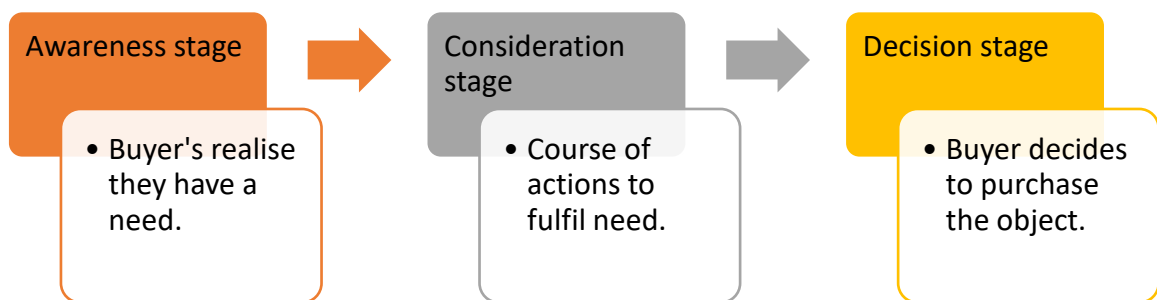 Awareness stage
• Buyer's realise
they have a
need.
Consideration
stage
• Course of
actions to
fulfil need.
Decision stage
• Buyer decides
to purchase
the object.